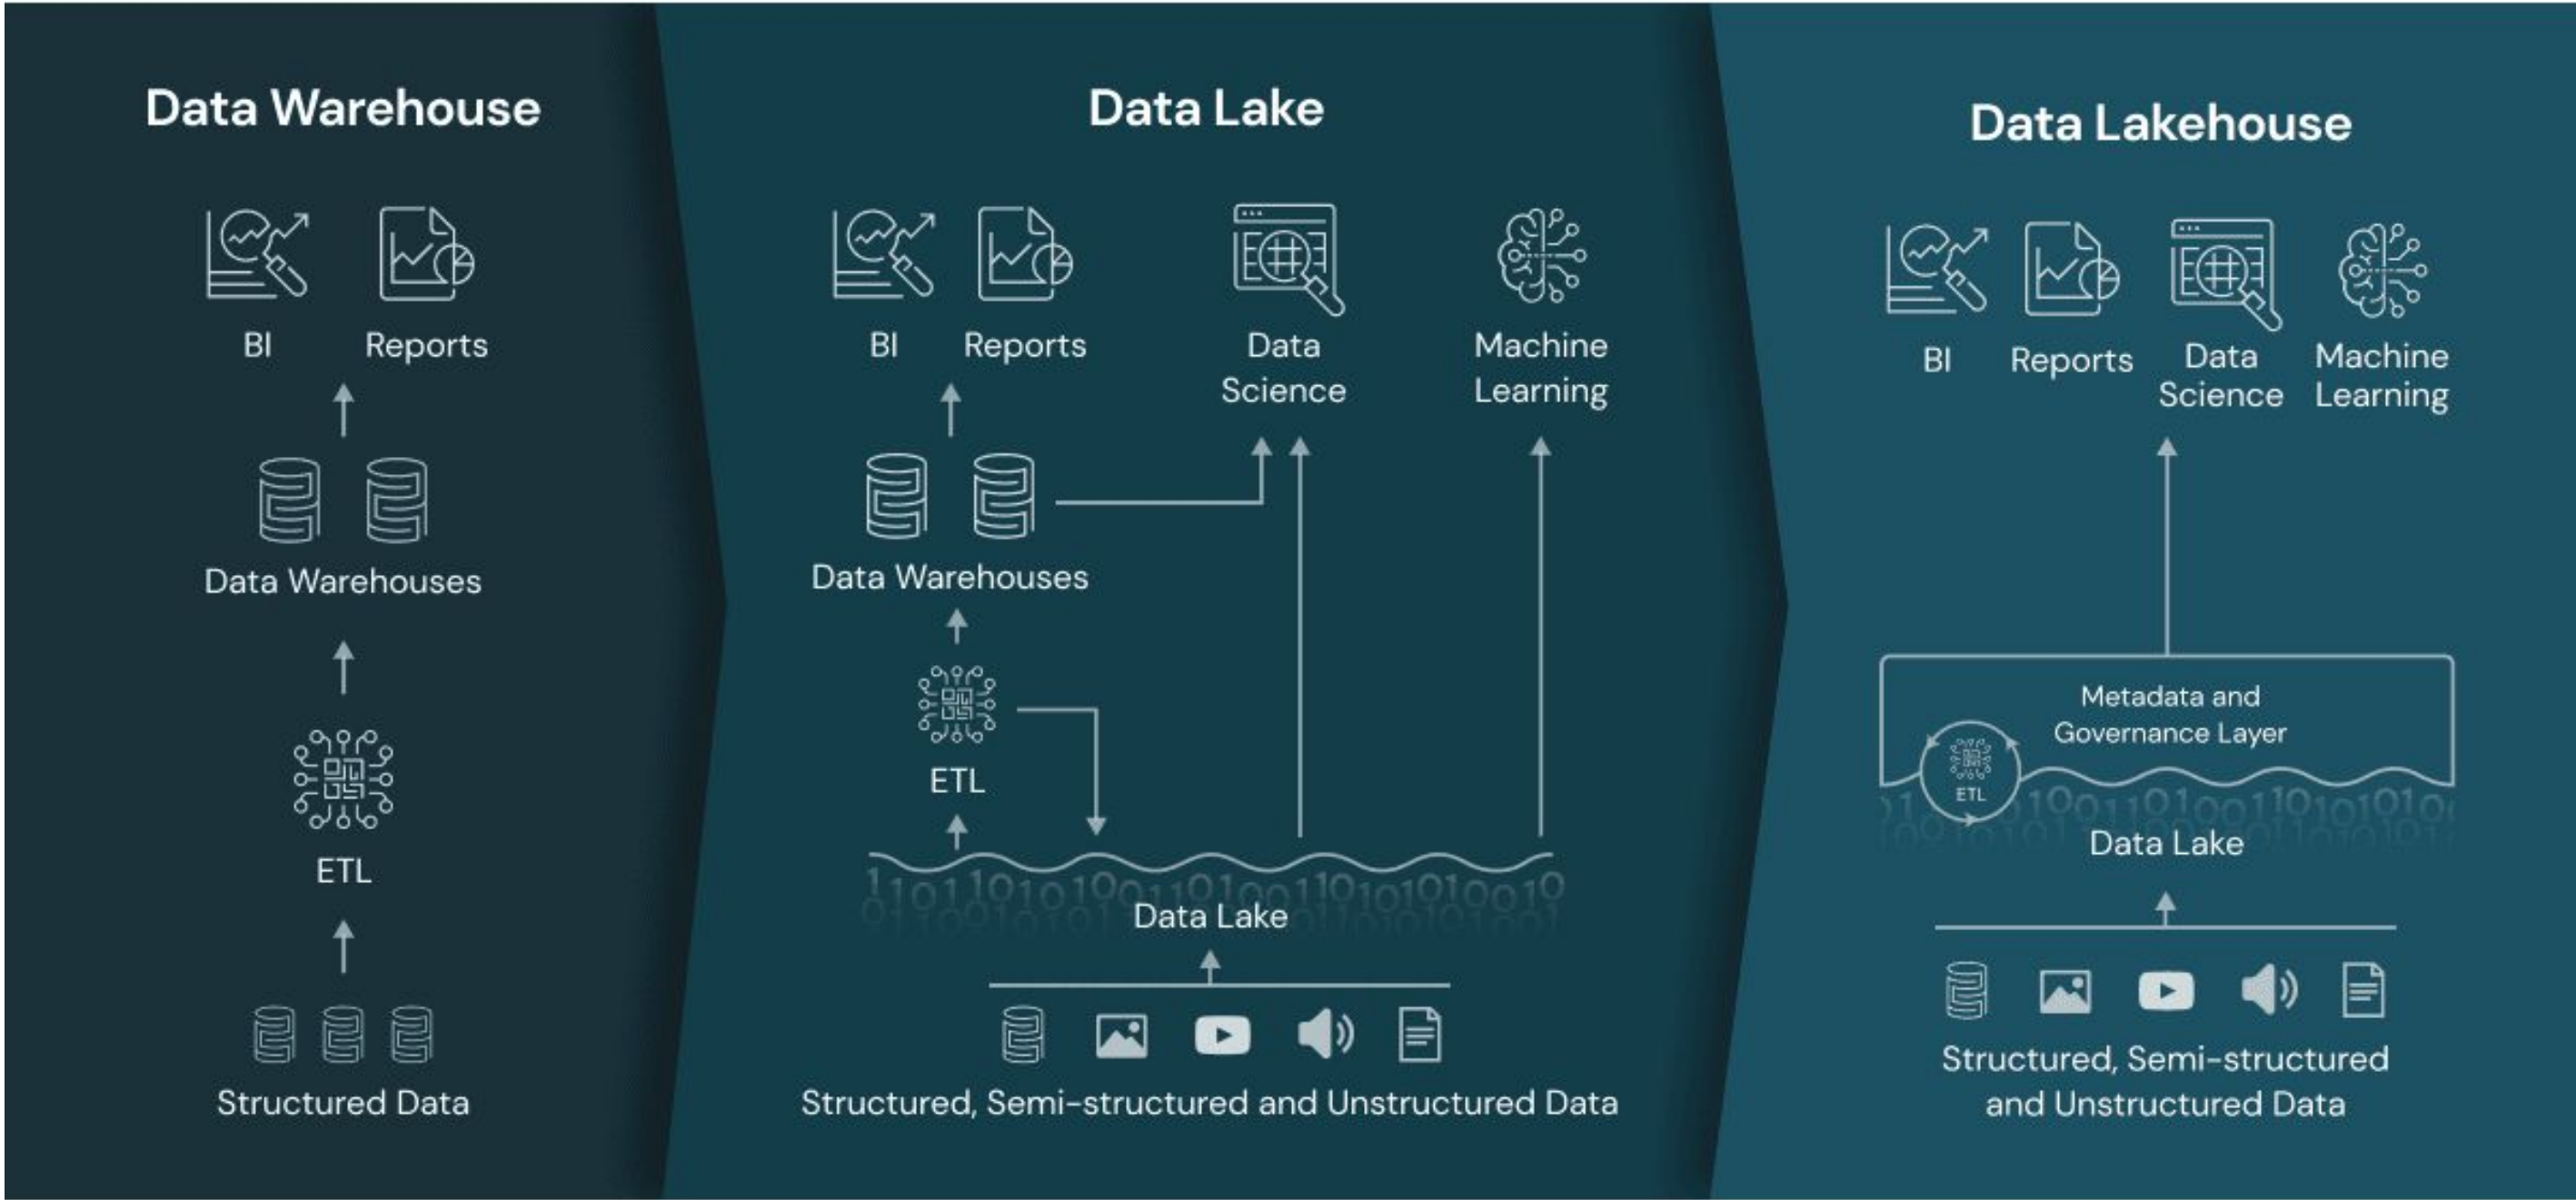 Data Warehouse
BI
Reports
Data Warehouses
ETL
Structured Data
Data Lake
BI
Reports
Data
Science
Machine
Learning
Data Warehouses
ETL
Data Lake
Structured, Semi-structured and Unstructured Data
Data Lakehouse
BI
Reports
Data
Science
Machine
Learning
Metadata and
Governance Layer
ETL
Data Lake
Structured, Semi-structured
and Unstructured Data